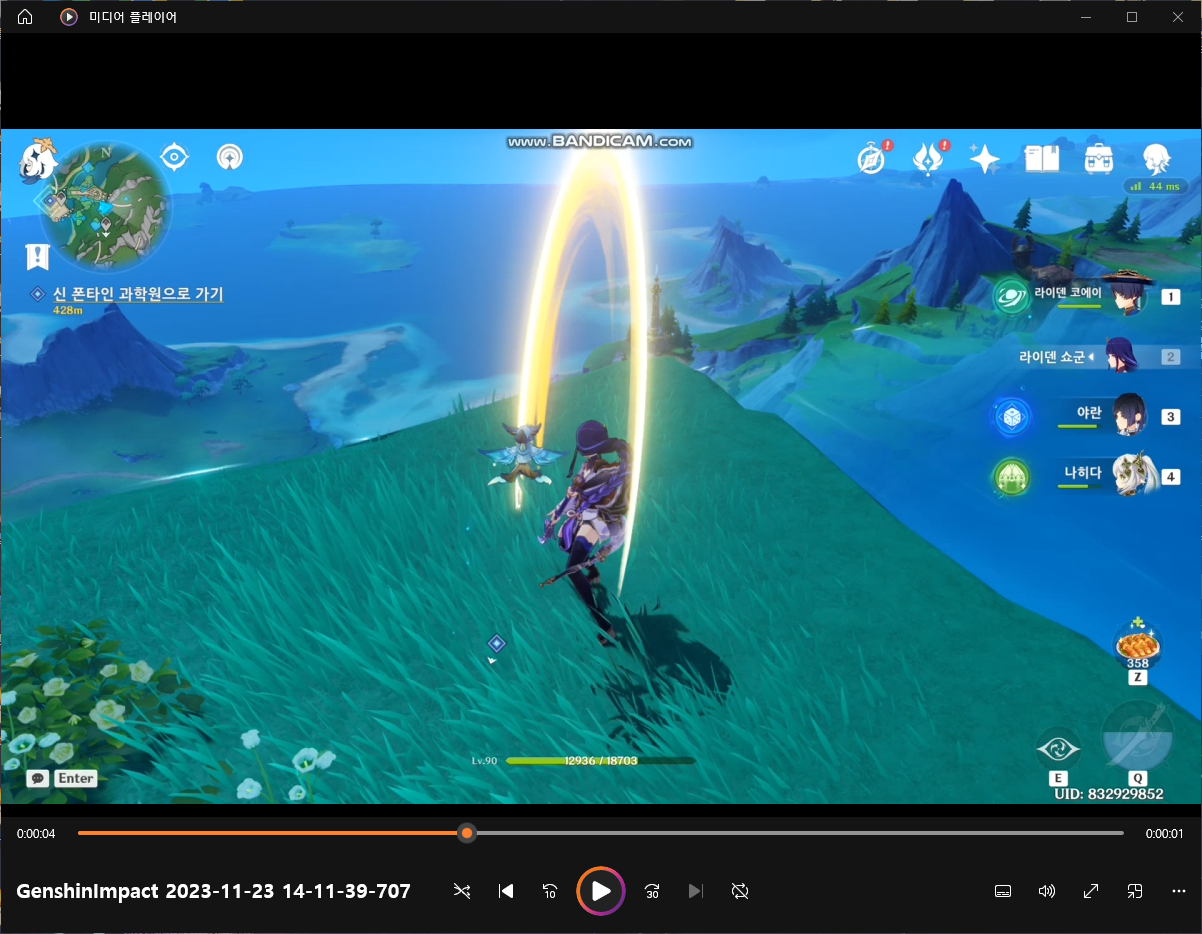 미디어 플레이어
www.BANDICAM.com
N
44 ms
신 폰타인 과학원으로 가기
428m
라이덴 코에이
1
라이덴 쇼군
2
야란
3
나히다
4
358
Z
Lv.90
12936 / 18703
Enter
E
Q
UID: 832929852
0:00:04
0:00:01
GenshinImpact 2023-11-23 14-11-39-707
10
30